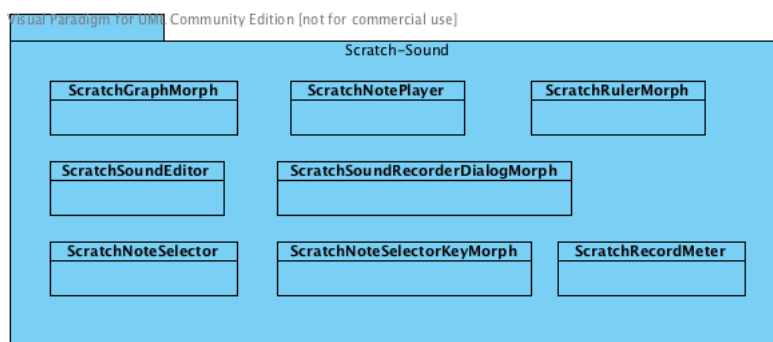 Visual Paradigm for UML Community Edition [not for commercial use]
Scratch-Sound
ScratchGraphMorph
ScratchNotePlayer
ScratchRulerMorph
ScratchSoundEditor
ScratchSoundRecorderDialogMorph
ScratchNoteSelector
ScratchNoteSelectorKeyMorph
ScratchRecordMeter